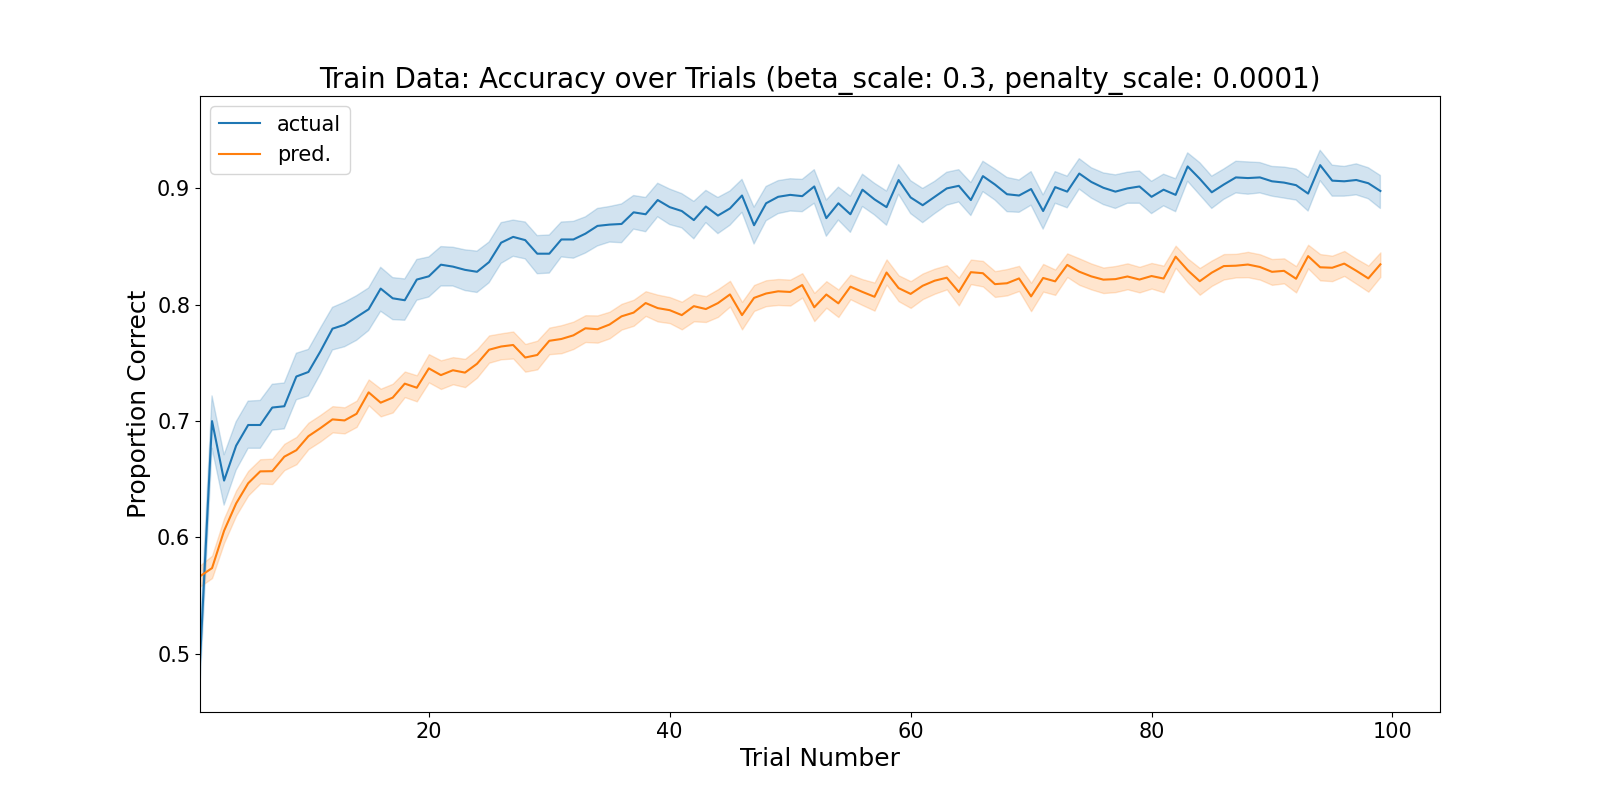 Train Data: Accuracy over Trials (beta_scale: 0.3, penalty_scale: 0.0001)
actual
pred.
Proportion Correct
0.9
0.8
0.7
0.6
0.5
20 40 60 80 100
Trial Number